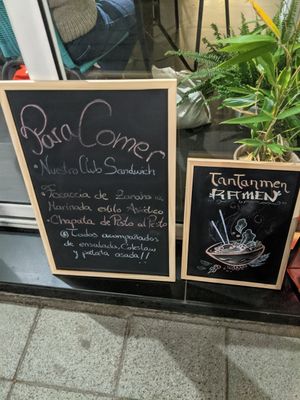 Para Comer
• Nuestro Club Sandwich
• Focaccia de Zanahoria
Marinada estilo Asiático
• Chapata de Pollo al Pesto
Todos acompañados
de ensalada, Coleslaw
y patata asada!!
TanTanmen
RAMEN